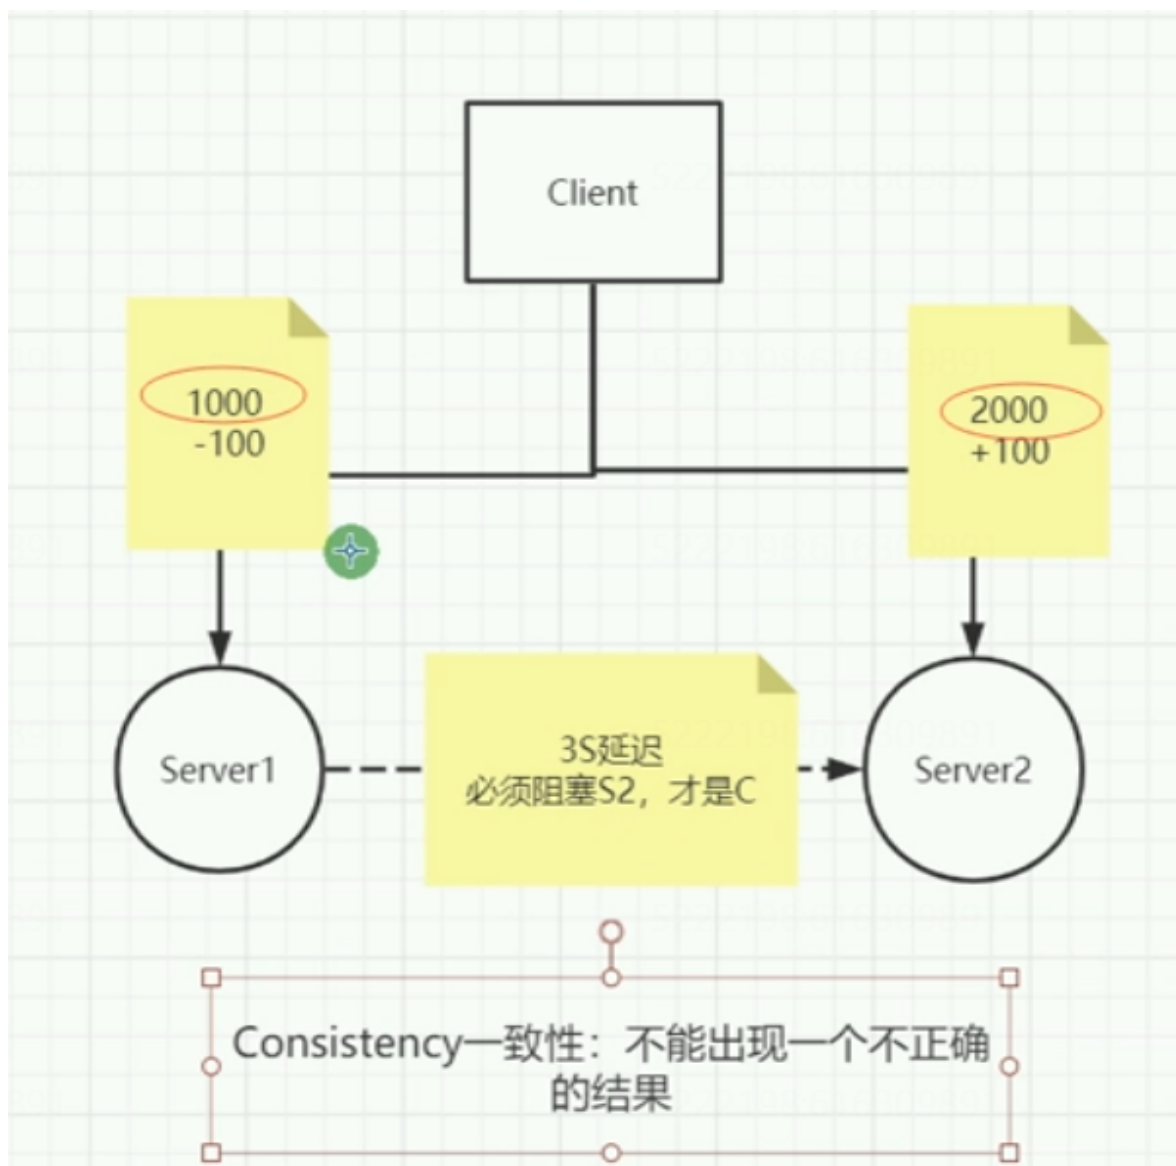 Client
1000
-100
2000
+100
Server1
3S延迟
必须阻塞S2，才是C
Server2
Consistency一致性：不能出现一个不正确
的结果